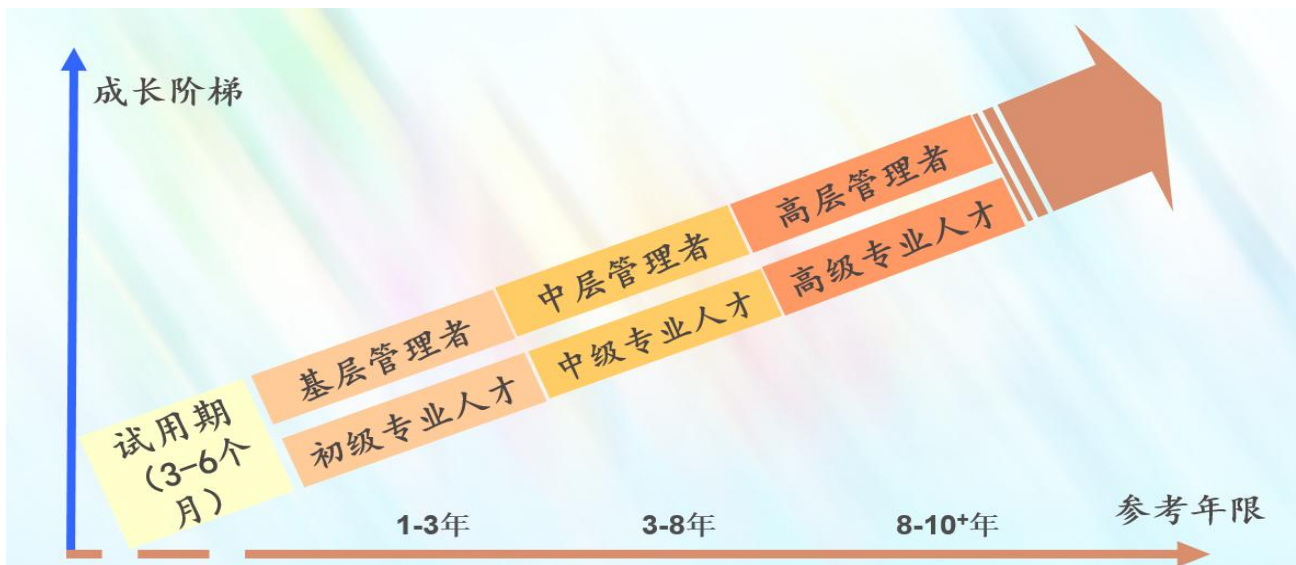 成长阶梯
高层管理者
高级专业人才
中层管理者
中级专业人才
基层管理者
初级专业人才
试用期
（3-6个
月）
1-3年
3-8年
8-10⁺年
参考年限